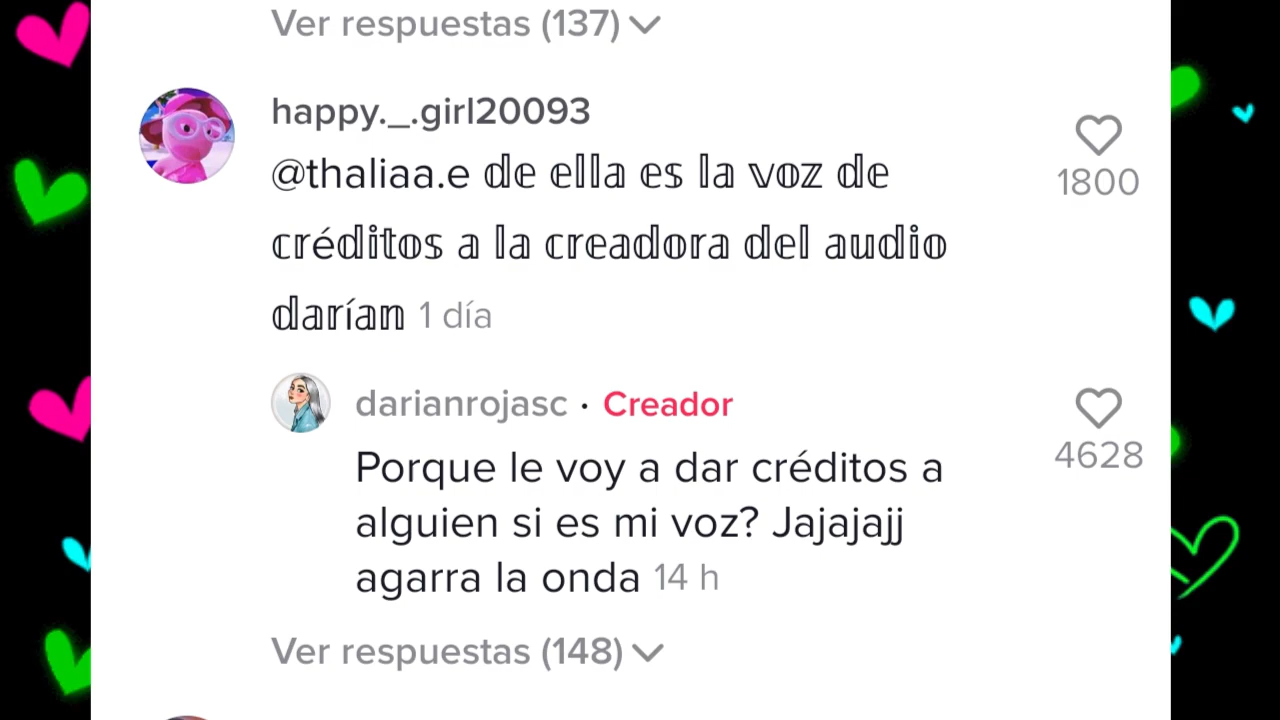 Ver respuestas (137)
happy._.girl20093
@thaliaa.e 𝕕𝕖 𝕖𝕝𝕝𝕒 𝕖𝕤 𝕝𝕒 𝕧𝕠𝕫 𝕕𝕖
1800
𝕔𝕣é𝕕𝕚𝕥𝕠𝕤 𝕒 𝕝𝕒 𝕔𝕣𝕖𝕒𝕕𝕠𝕣𝕒 𝕕𝕖𝕝 𝕒𝕦𝕕𝕚𝕠
𝕕𝕒𝕣í𝕒𝕟 1 día
darianrojasc · Creador
4628
Porque le voy a dar créditos a
alguien si es mi voz? Jajajajj
agarra la onda 14 h
Ver respuestas (148)